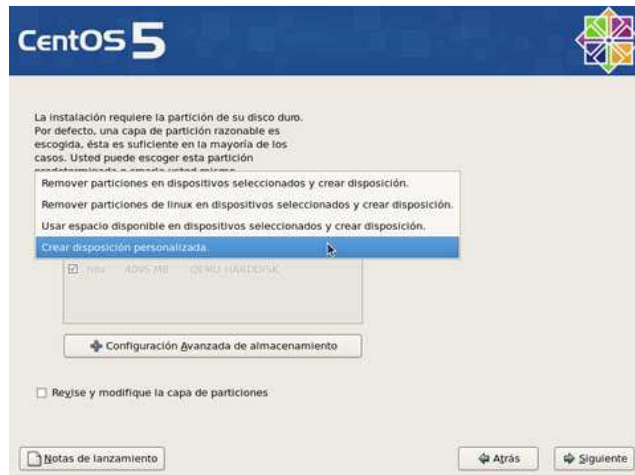 CentOS 5
La instalación requiere la partición de su disco duro.
Por defecto, una capa de partición razonable es
escogida, ésta es suficiente en la mayoría de los
casos. Usted puede escoger esta partición
Remover particiones en dispositivos seleccionados y crear disposición.
Remover particiones de linux en dispositivos seleccionados y crear disposición.
Usar espacio disponible en dispositivos seleccionados y crear disposición.
Crear disposición personalizada.
4095 MB QEMU HARDDISK
Configuración Avanzada de almacenamiento
Revise y modifique la capa de particiones
Notas de lanzamiento
Atrás
Siguiente